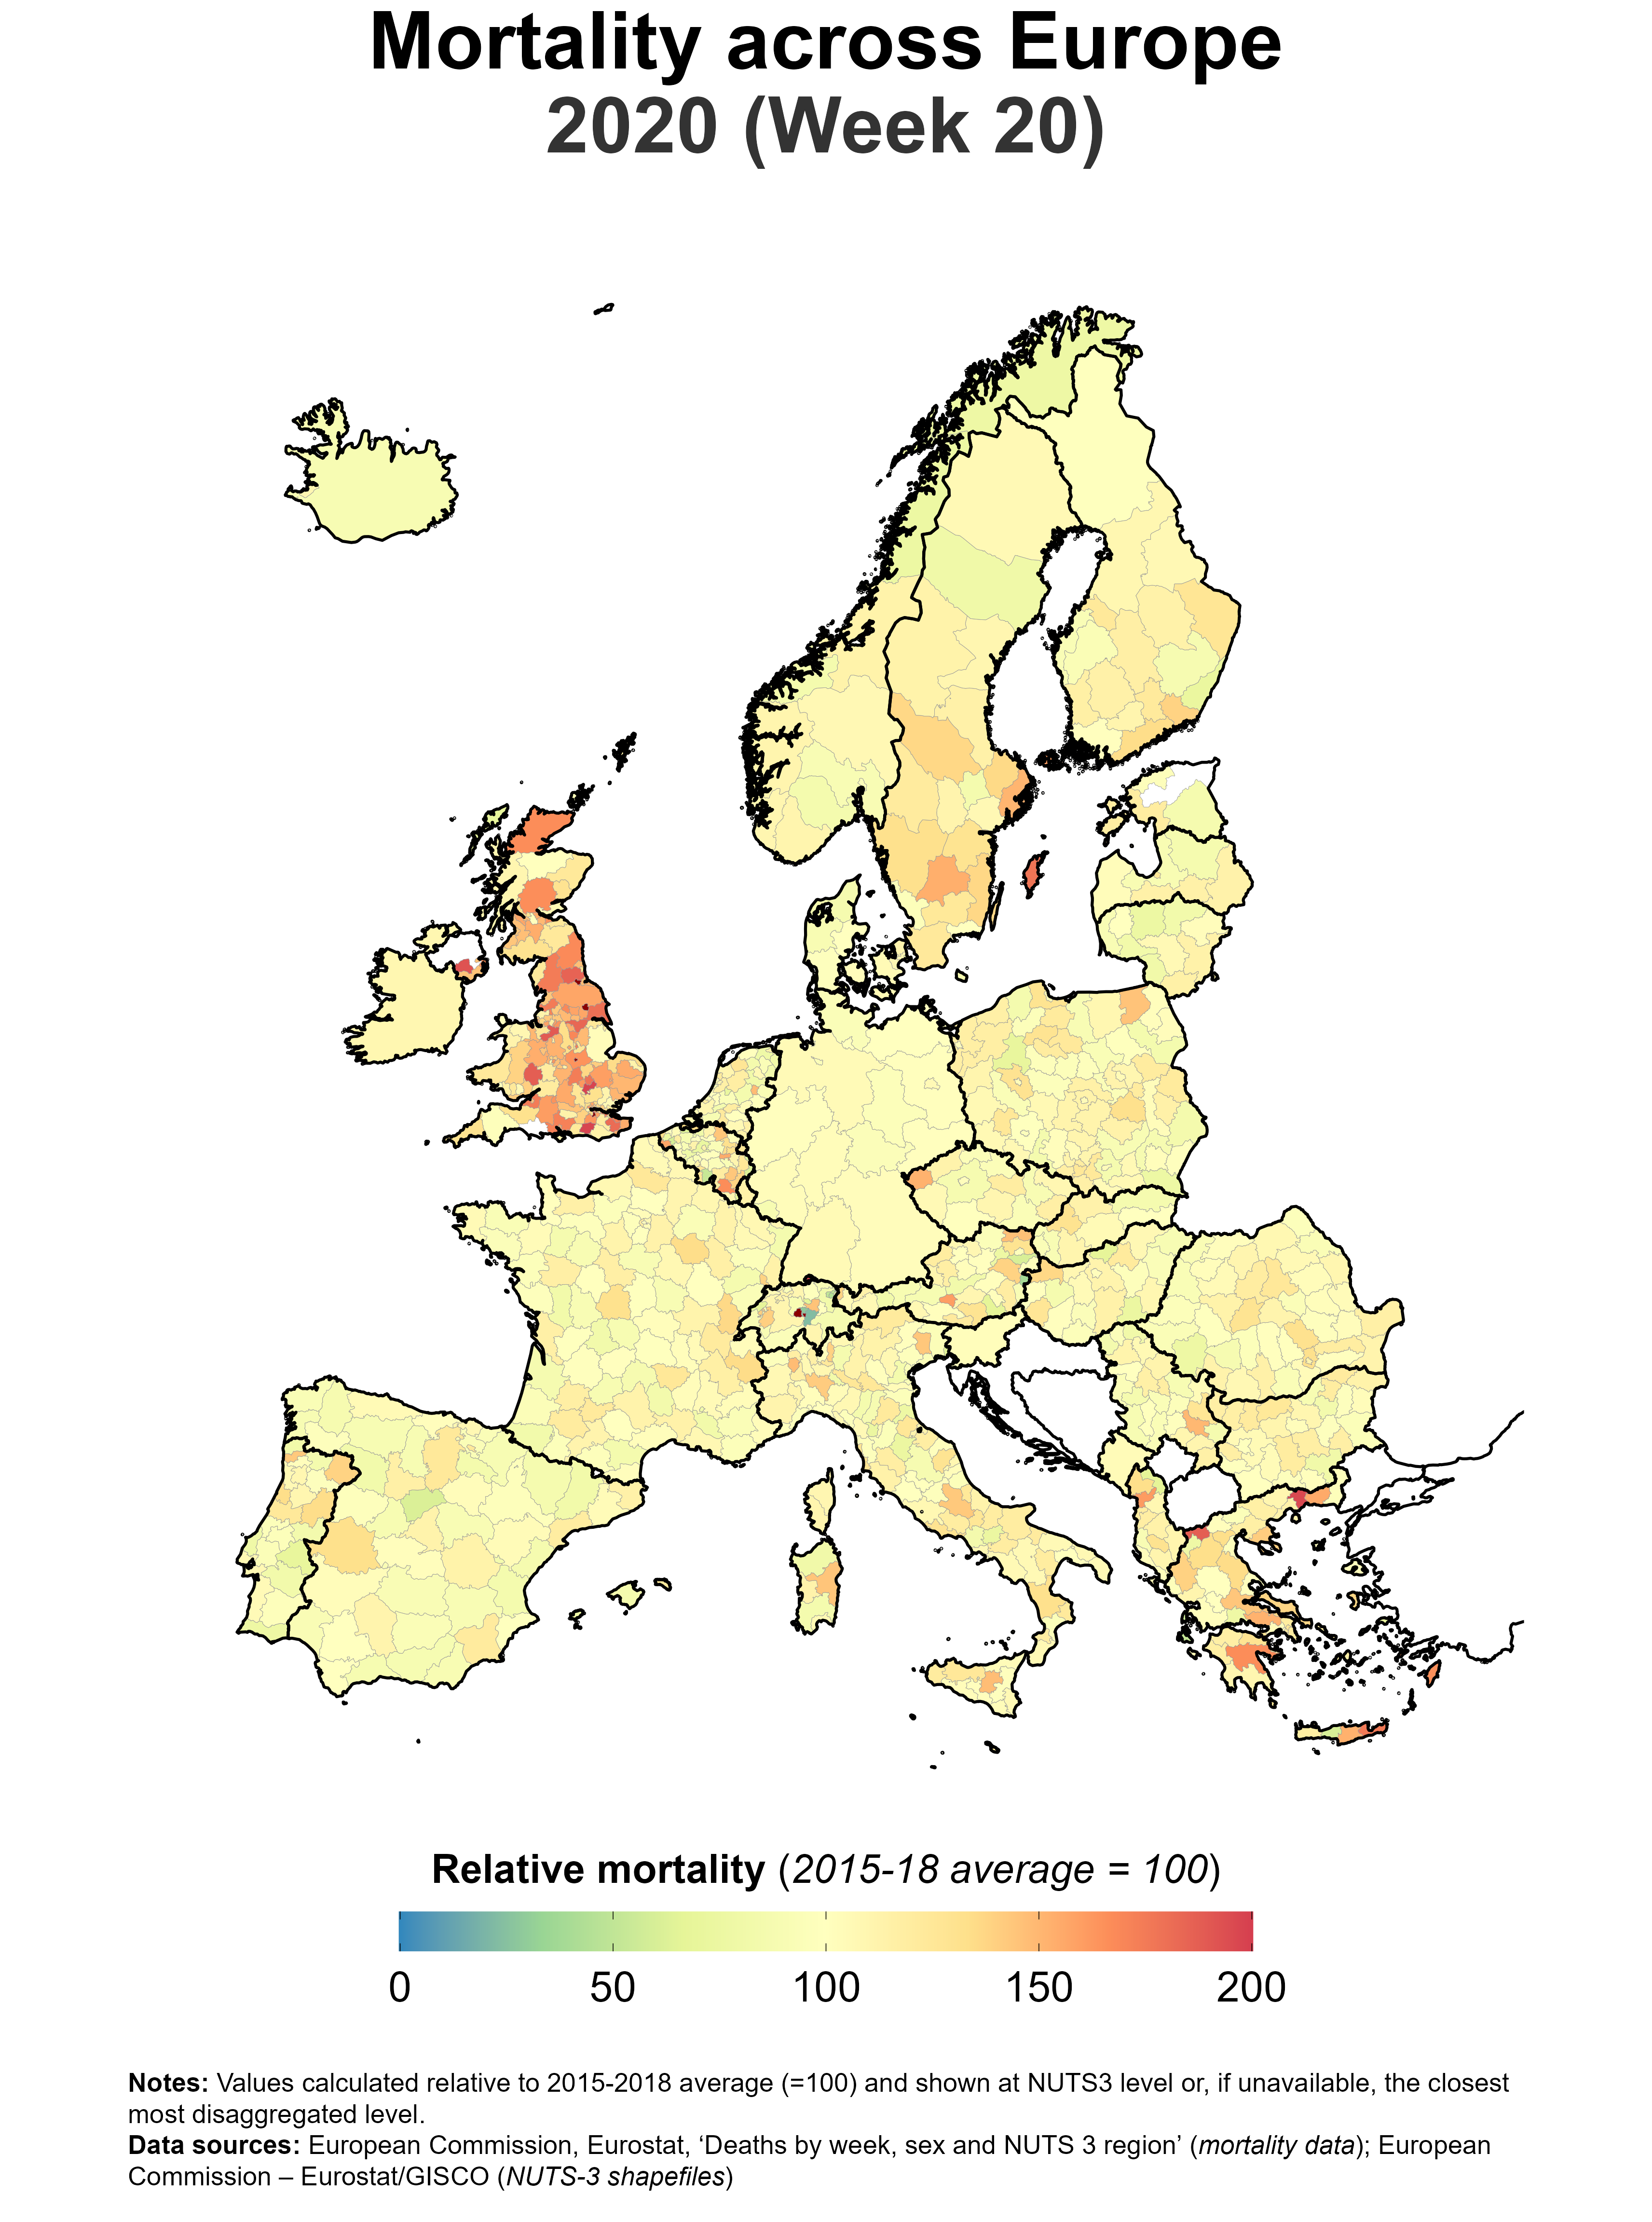 Mortality across Europe
2020 (Week 20)
Relative mortality (2015-18 average = 100)
0 50 100 150 200
Notes: Values calculated relative to 2015-2018 average (=100) and shown at NUTS3 level or, if unavailable, the closest
most disaggregated level.
Data sources: European Commission, Eurostat, ‘Deaths by week, sex and NUTS 3 region’ (mortality data); European
Commission – Eurostat/GISCO (NUTS-3 shapefiles)